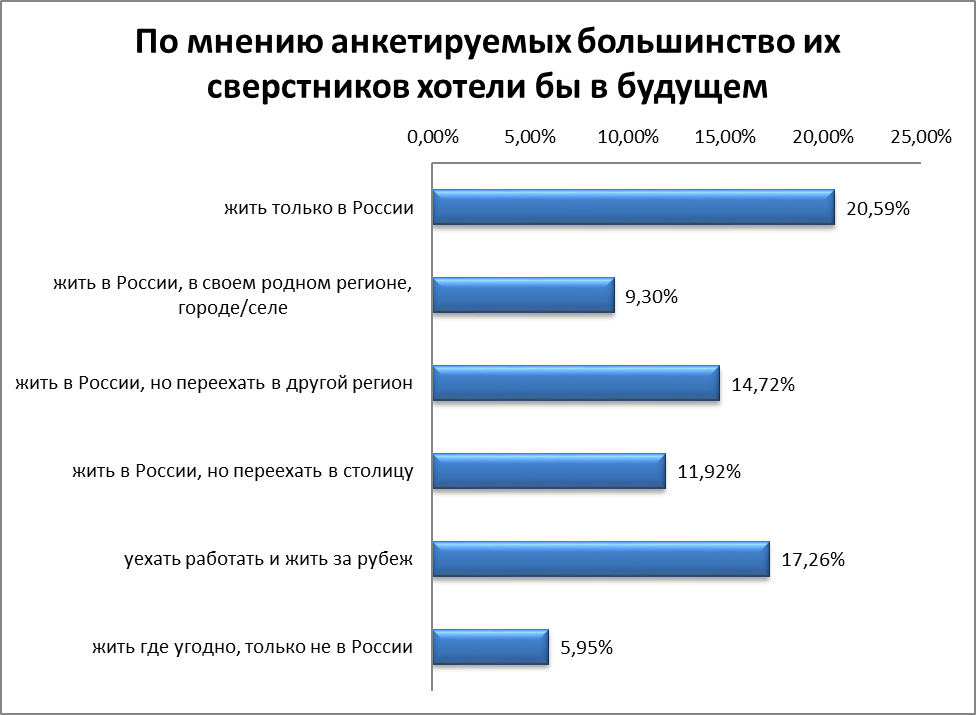 По мнению анкетируемых большинство их
сверстников хотели бы в будущем
0,00% 5,00% 10,00% 15,00% 20,00% 25,00%
жить только в России 20,59%
жить в России, в своем родном регионе,
городе/селе 9,30%
жить в России, но переехать в другой регион 14,72%
жить в России, но переехать в столицу 11,92%
уехать работать и жить за рубеж 17,26%
жить где угодно, только не в России 5,95%